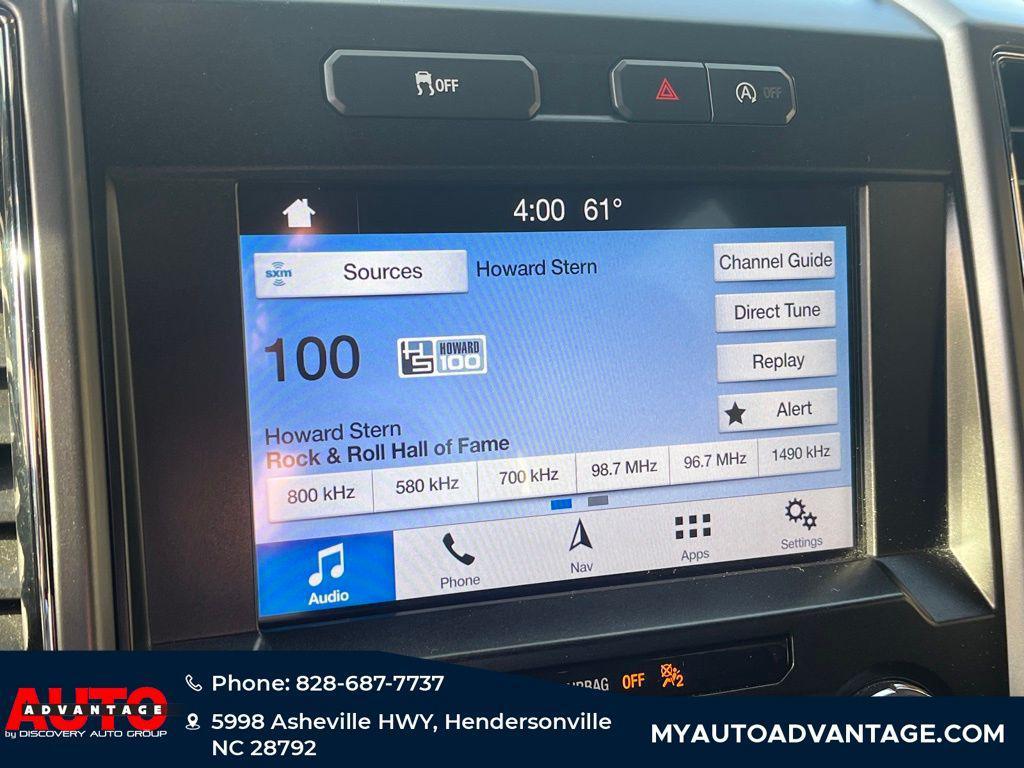 OFF
OFF
4:00 61°
sxm Sources
Howard Stern
Channel Guide
Direct Tune
100
HOWARD
100
Replay
Alert
Howard Stern
Rock & Roll Hall of Fame
800 kHz 580 kHz 700 kHz 98.7 MHz 96.7 MHz 1490 kHz
Audio Phone Nav Apps Settings
OFF 2
AUTO
ADVANTAGE
by DISCOVERY AUTO GROUP
Phone: 828-687-7737
5998 Asheville HWY, Hendersonville
NC 28792
MYAUTOADVANTAGE.COM